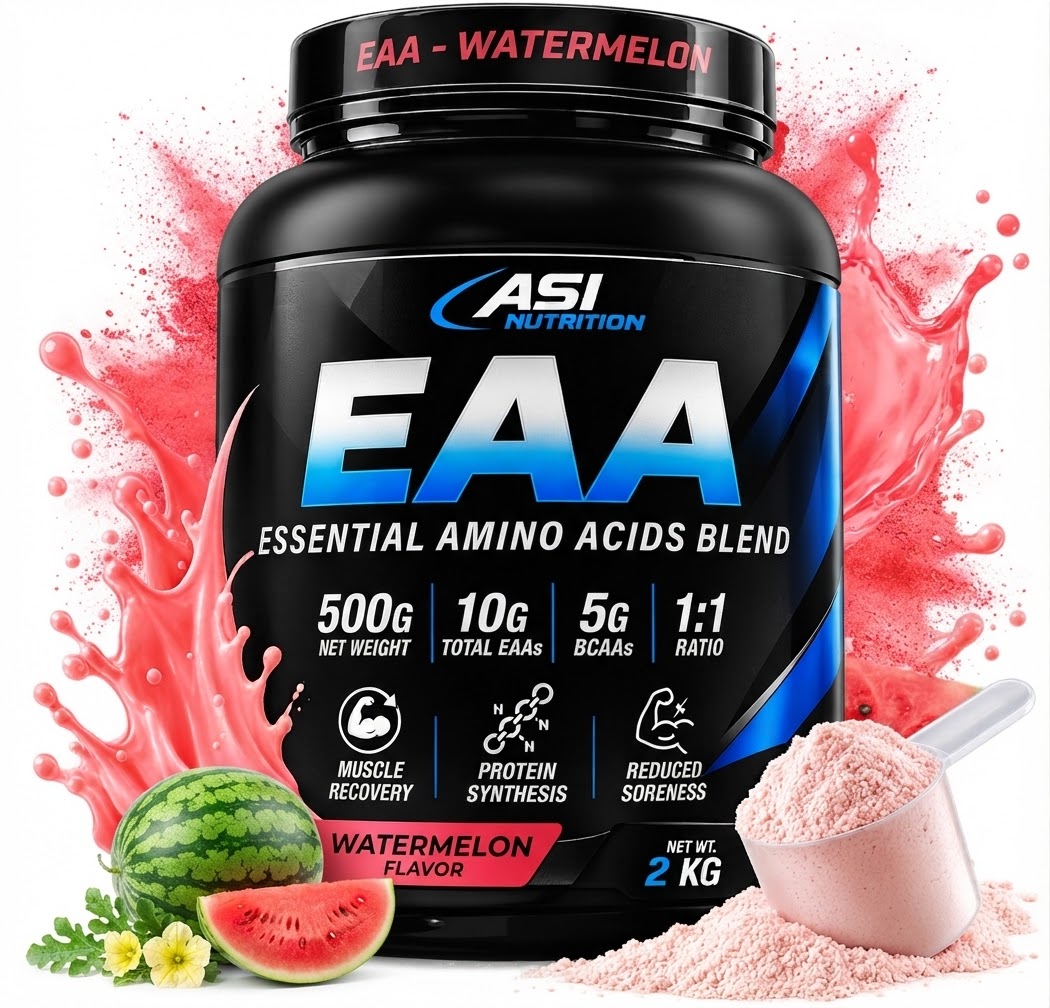 EAA - WATERMELON
ASI
NUTRITION
EAA
ESSENTIAL AMINO ACIDS BLEND
500G
NET WEIGHT
10G
TOTAL EAAs
5G
BCAAs
1:1
RATIO
N
N
N
MUSCLE
RECOVERY
PROTEIN
SYNTHESIS
REDUCED
SORENESS
WATERMELON
FLAVOR
NET WT.
2 KG